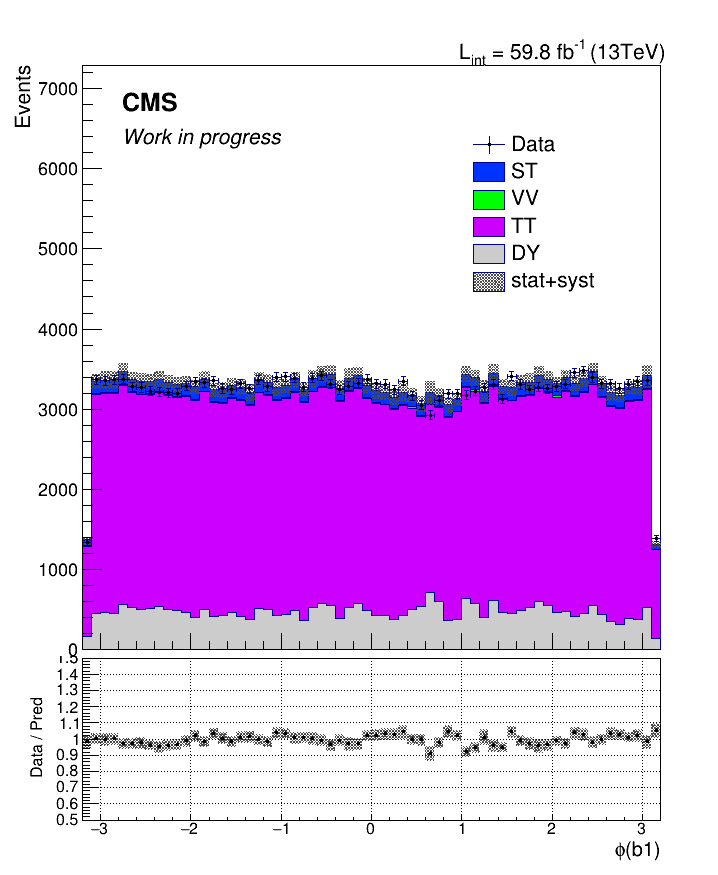 L_int = 59.8 fb^-1 (13TeV)
Events
7000
CMS
Work in progress
6000
5000
4000
3000
2000
1000
0
Data
ST
VV
TT
DY
stat+syst
Data / Pred
1.5
1.4
1.3
1.2
1.1
1
0.9
0.8
0.7
0.6
0.5
−3 −2 −1 0 1 2 3
ϕ(b1)